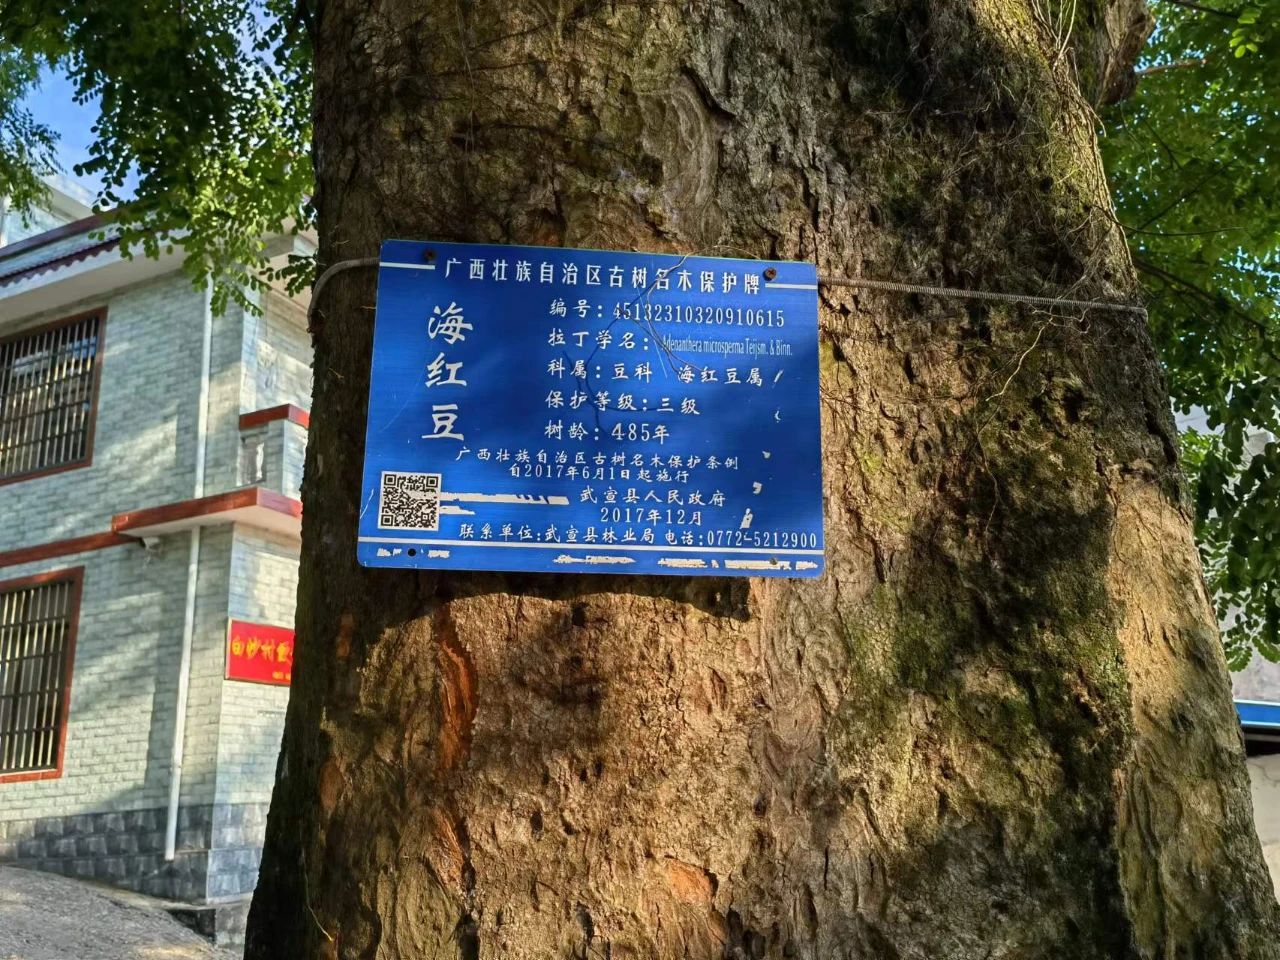 广西壮族自治区古树名木保护牌
海红豆
编号：45132310320910615
拉丁学名：Adenanthera microsperma Teijsm. & Binn.
科属：豆科 海红豆属
保护等级：三级
树龄：485年
广西壮族自治区古树名木保护条例
自2017年6月1日起施行
武宣县人民政府
2017年12月
联系单位：武宣县林业局 电话：0772-5212900
白沙村